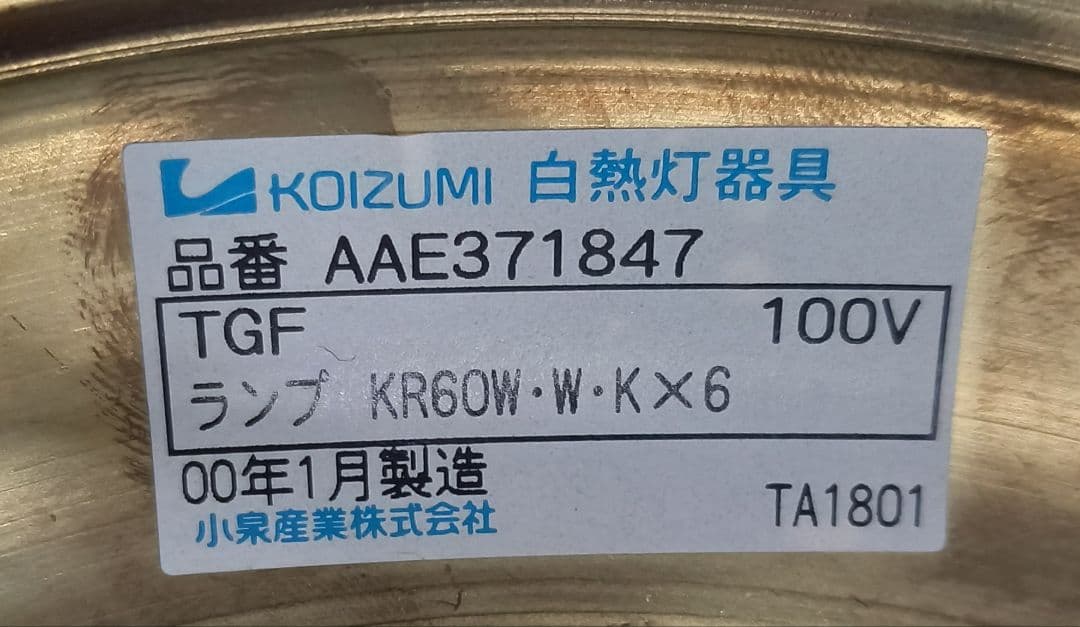 KOIZUMI 白熱灯器具
品番 AAE371847
TGF 100V
ランプ KR60W・W・K×6
00年1月製造
小泉産業株式会社 TA1801